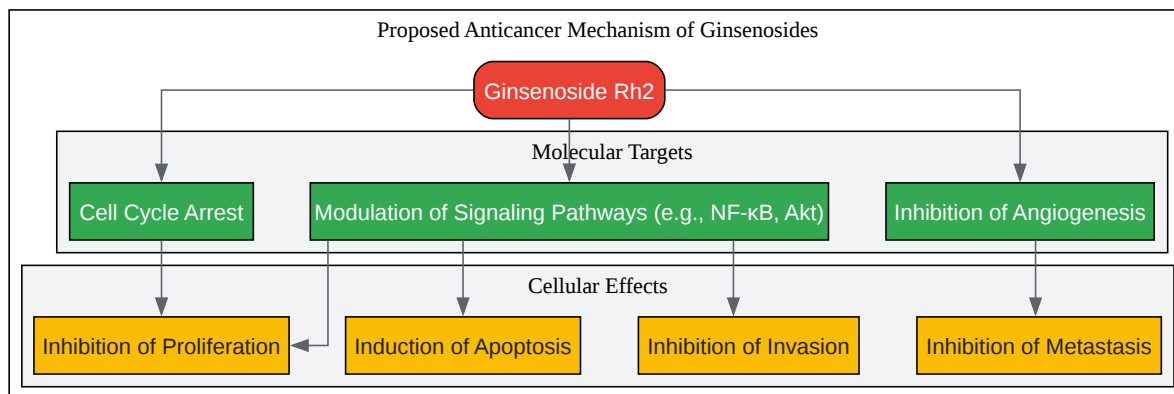 Proposed Anticancer Mechanism of Ginsenosides
Ginsenoside Rh2
Molecular Targets
Cell Cycle Arrest
Modulation of Signaling Pathways (e.g., NF-κB, Akt)
Inhibition of Angiogenesis
Cellular Effects
Inhibition of Proliferation
Induction of Apoptosis
Inhibition of Invasion
Inhibition of Metastasis